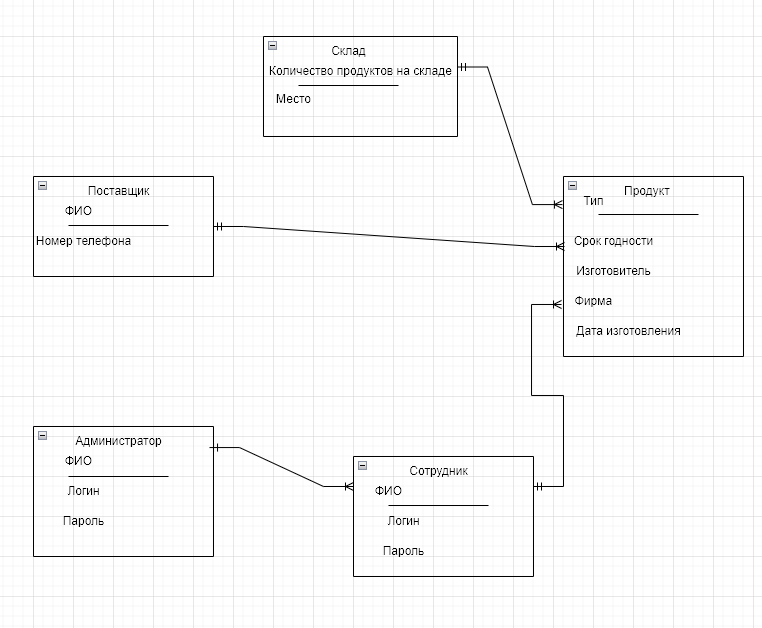 Склад
Количество продуктов на складе
Место
Поставщик
ФИО
Номер телефона
Продукт
Тип
Срок годности
Изготовитель
Фирма
Дата изготовления
Администратор
ФИО
Логин
Пароль
Сотрудник
ФИО
Логин
Пароль